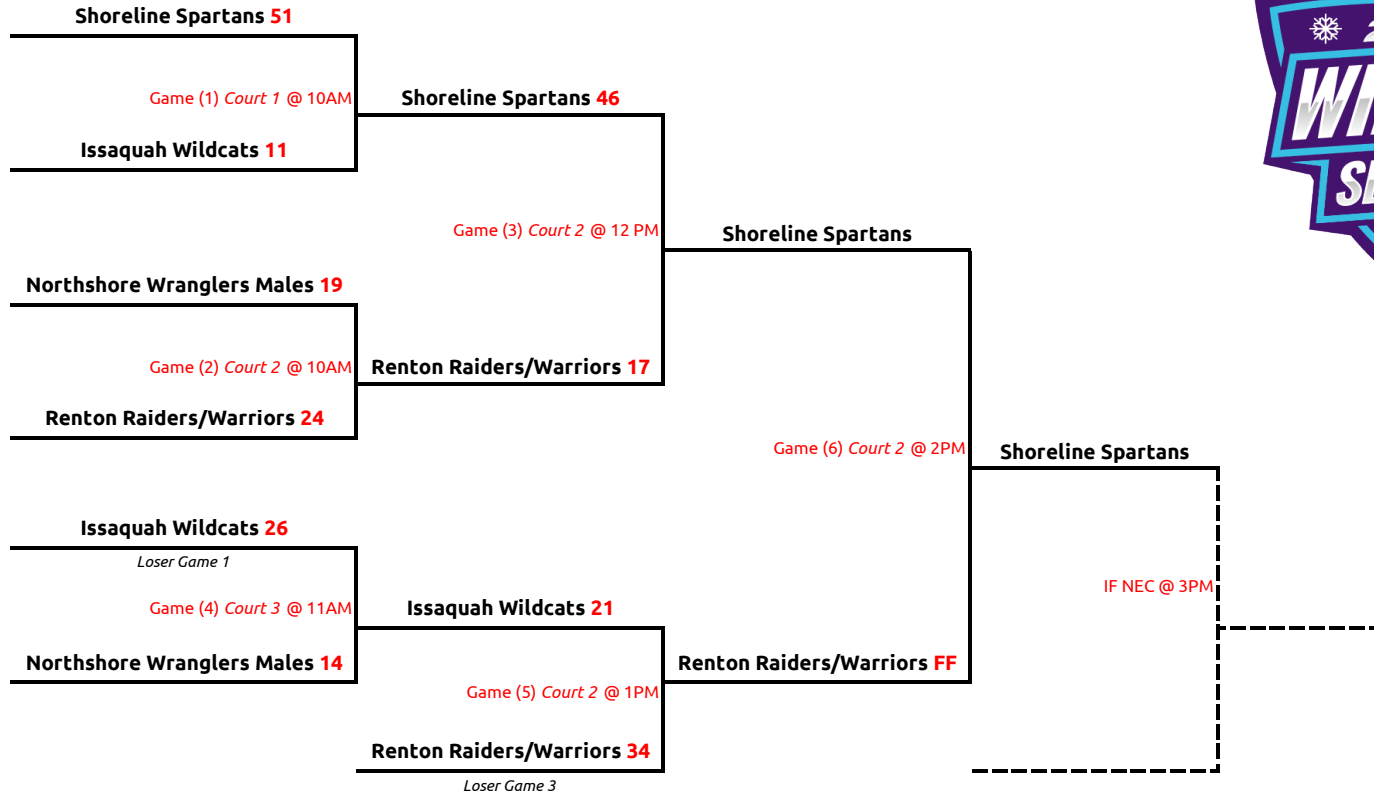 Shoreline Spartans 51
Game (1) Court 1 @ 10AM
Issaquah Wildcats 11
Shoreline Spartans 46
Game (3) Court 2 @ 12 PM
Shoreline Spartans
Northshore Wranglers Males 19
Game (2) Court 2 @ 10AM
Renton Raiders/Warriors 17
Renton Raiders/Warriors 24
Game (6) Court 2 @ 2PM
Shoreline Spartans
Issaquah Wildcats 26
Loser Game 1
Game (4) Court 3 @ 11AM
Issaquah Wildcats 21
IF NEC @ 3PM
Northshore Wranglers Males 14
Renton Raiders/Warriors FF
Game (5) Court 2 @ 1PM
Renton Raiders/Warriors 34
Loser Game 3